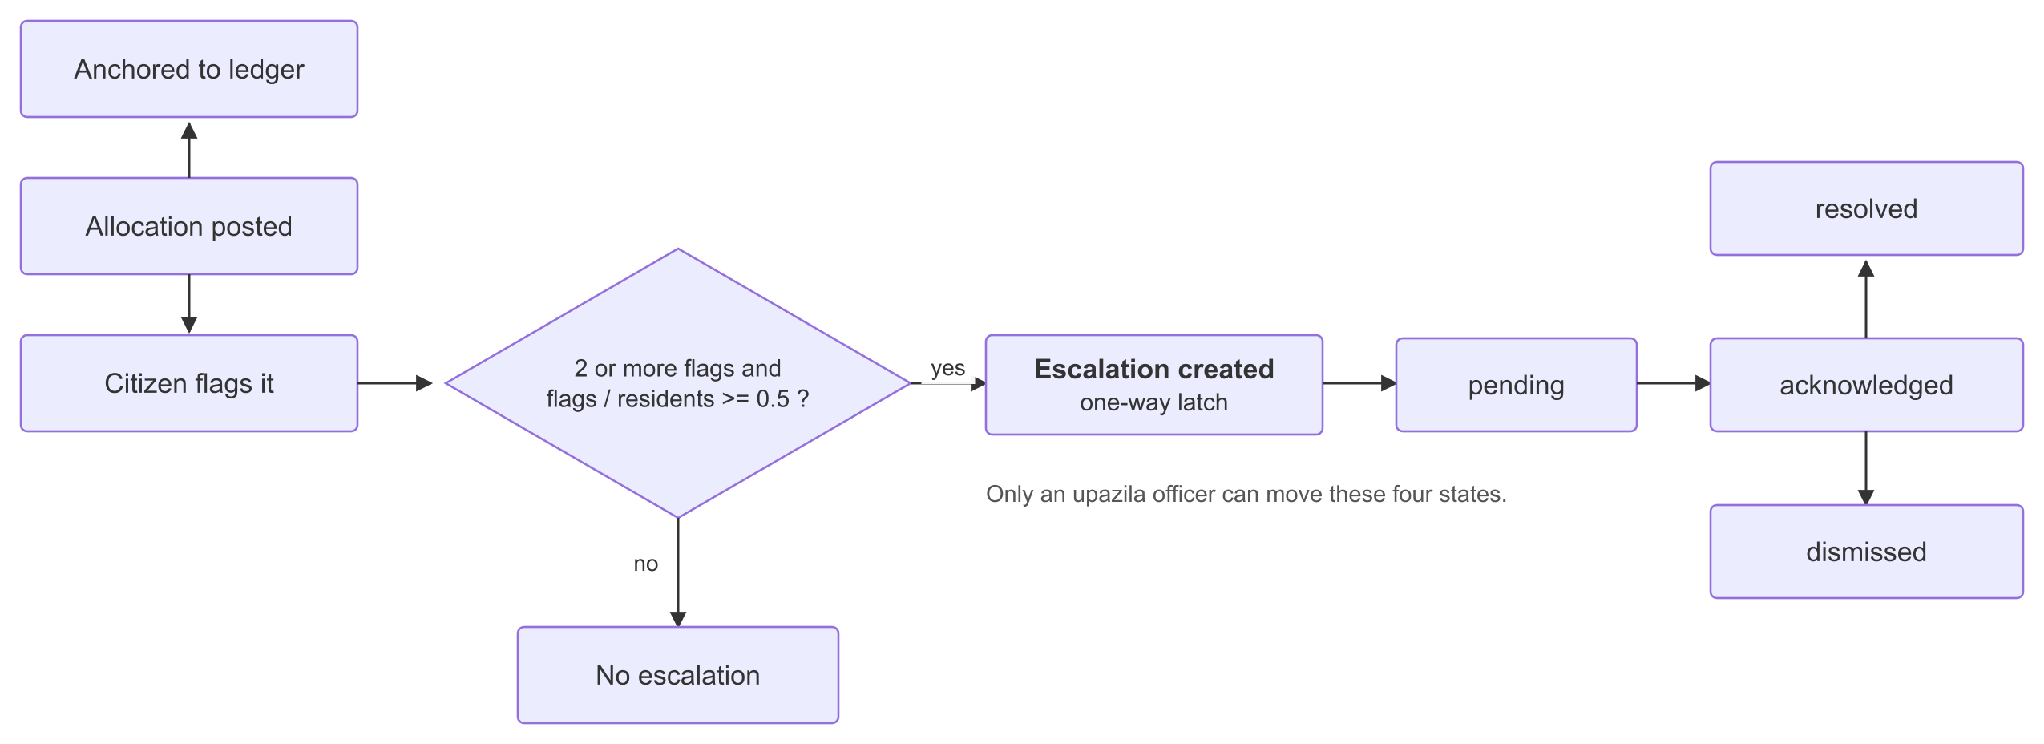 Anchored to ledger
Allocation posted
Citizen flags it
2 or more flags and
flags / residents >= 0.5 ?
yes
no
No escalation
Escalation created
one-way latch
Only an upazila officer can move these four states.
pending
resolved
acknowledged
dismissed